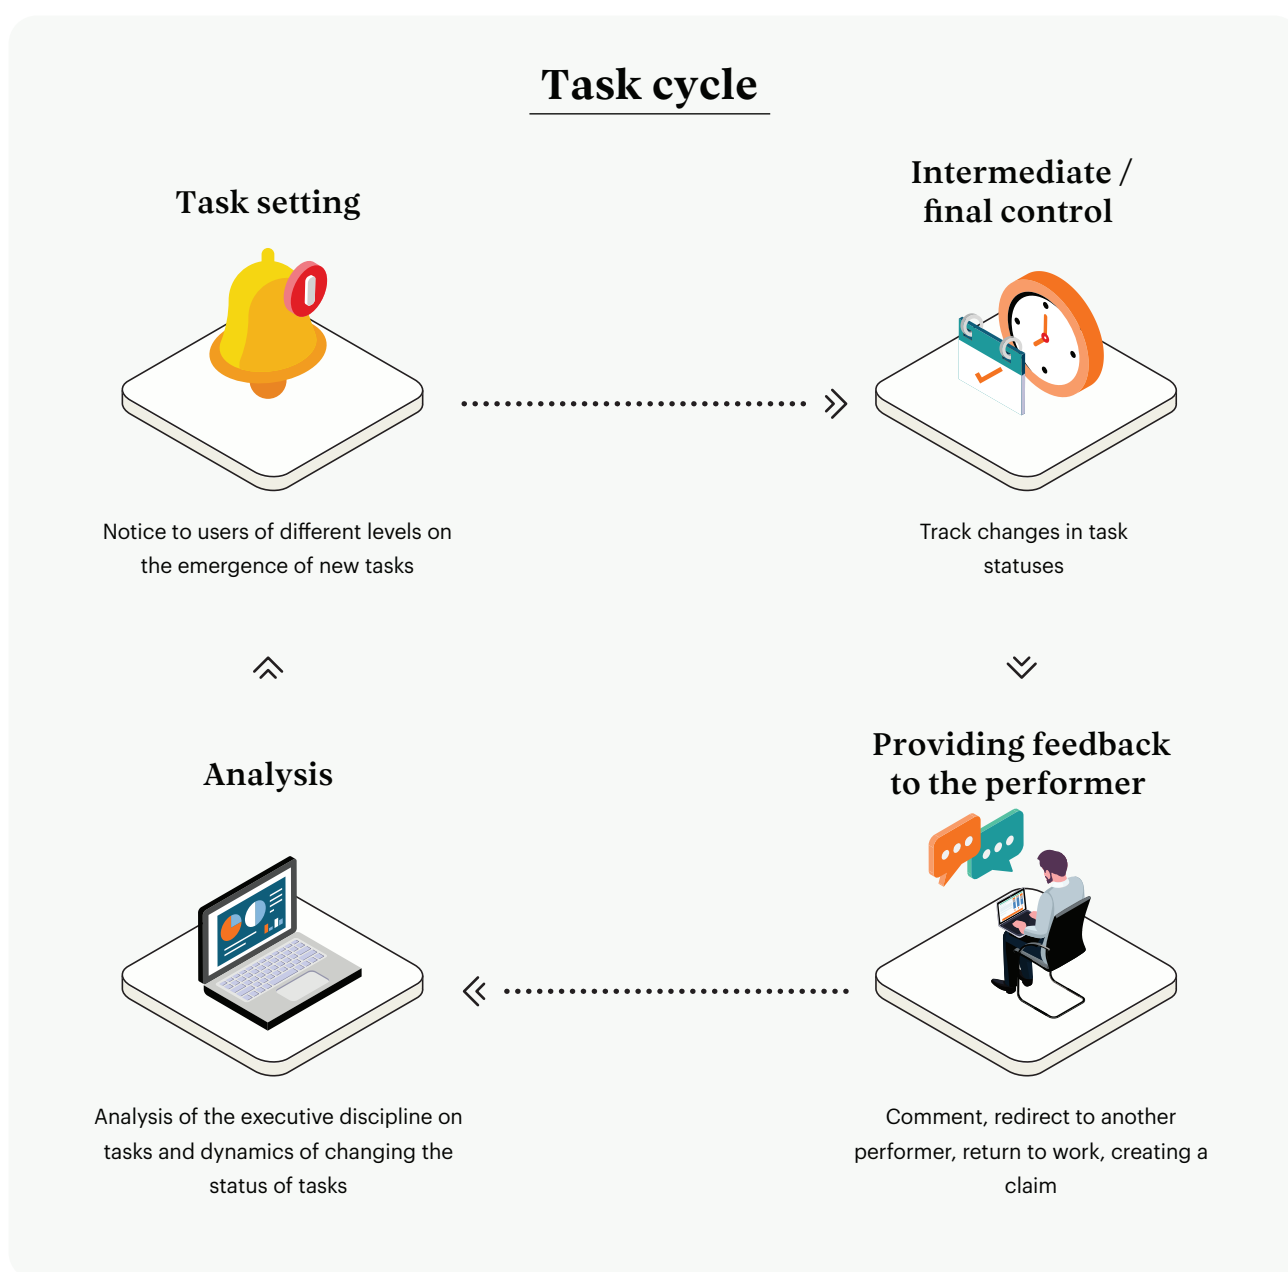 Task cycle
Task setting
Notice to users of different levels on
the emergence of new tasks
Intermediate /
final control
Track changes in task
statuses
Providing feedback
to the performer
Comment, redirect to another
performer, return to work, creating a
claim
Analysis
Analysis of the executive discipline on
tasks and dynamics of changing the
status of tasks